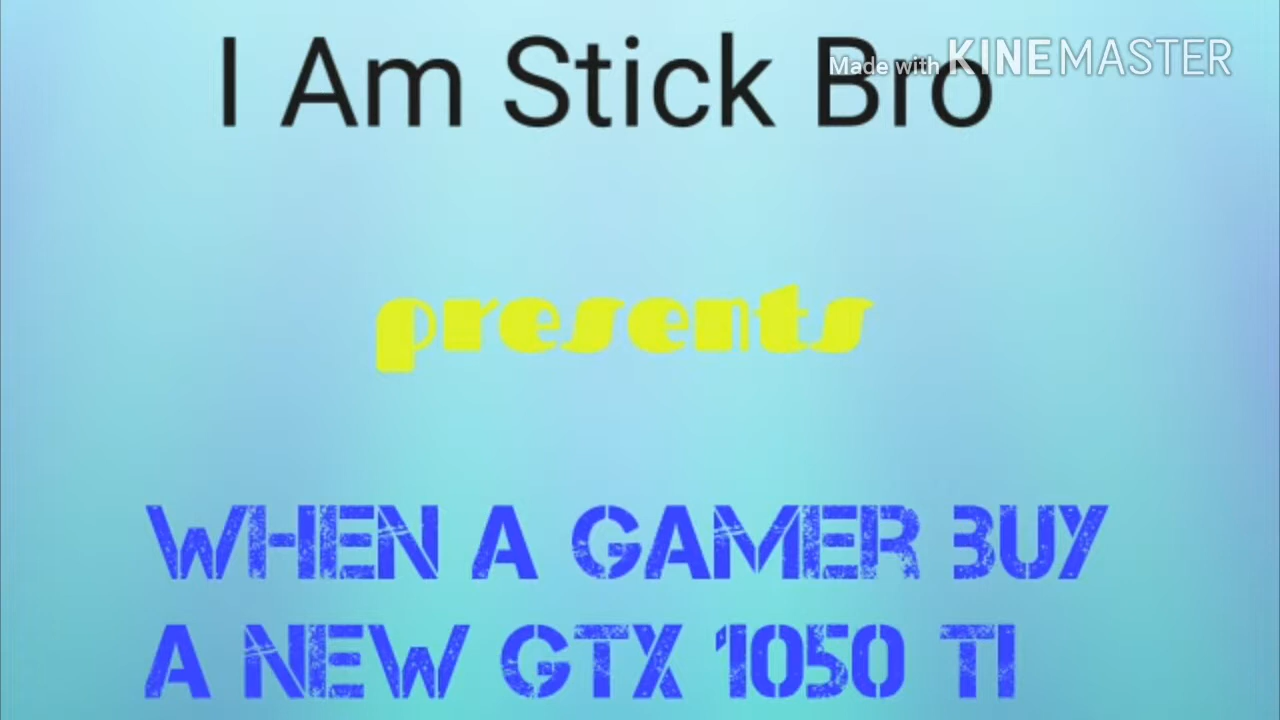 I Am Stick Bro
Made with KINEMASTER
presents
WHEN A GAMER BUY
A NEW GTX 1050 TI